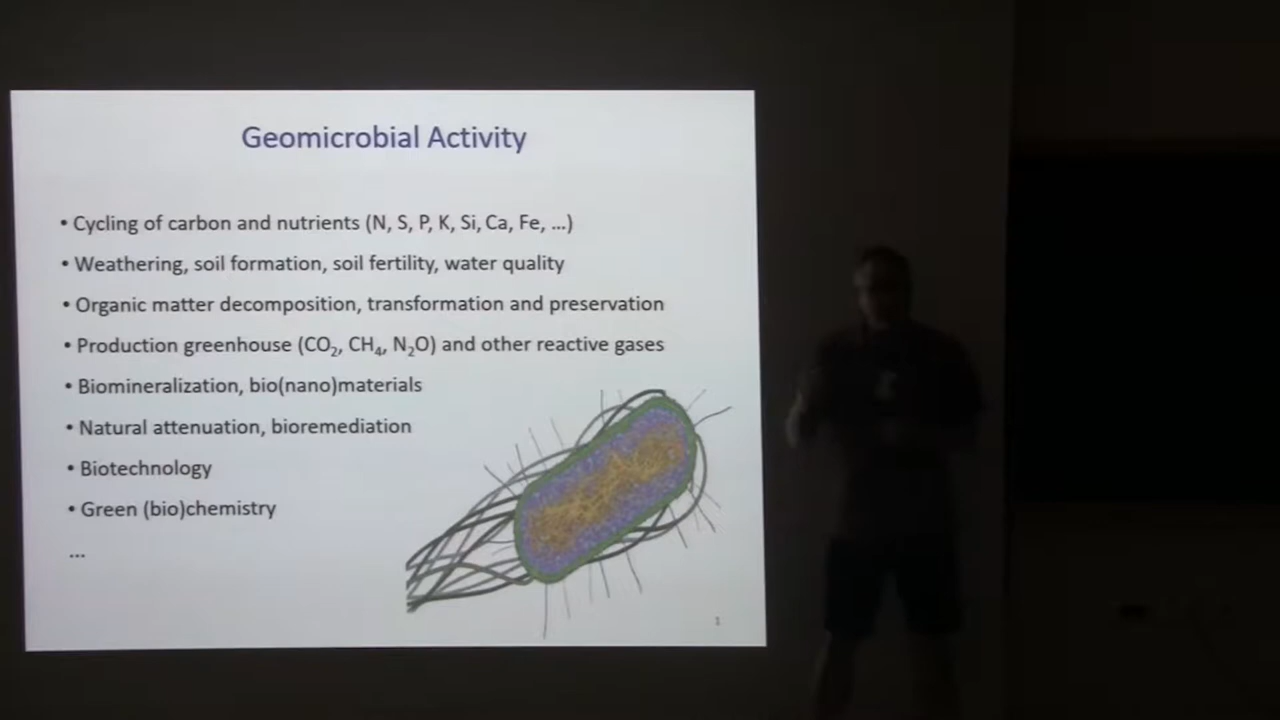 Geomicrobial Activity
• Cycling of carbon and nutrients (N, S, P, K, Si, Ca, Fe, ...)
• Weathering, soil formation, soil fertility, water quality
• Organic matter decomposition, transformation and preservation
• Production greenhouse (CO₂, CH₄, N₂O) and other reactive gases
• Biomineralization, bio(nano)materials
• Natural attenuation, bioremediation
• Biotechnology
• Green (bio)chemistry
...
1